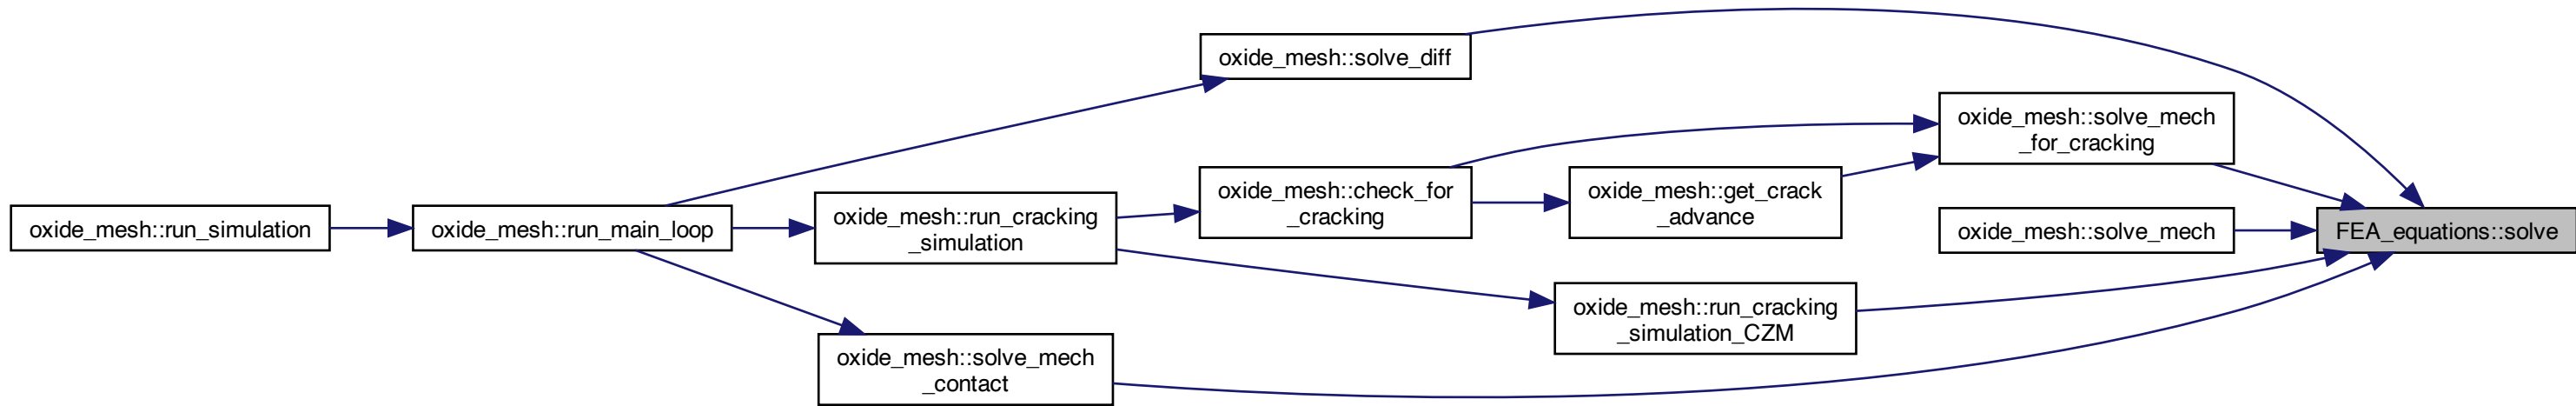 oxide_mesh::solve_diff
oxide_mesh::solve_mech
_for_cracking
oxide_mesh::check_for
_cracking
oxide_mesh::get_crack
_advance
oxide_mesh::run_simulation
oxide_mesh::run_main_loop
oxide_mesh::run_cracking
_simulation
oxide_mesh::solve_mech
FEA_equations::solve
oxide_mesh::run_cracking
_simulation_CZM
oxide_mesh::solve_mech
_contact